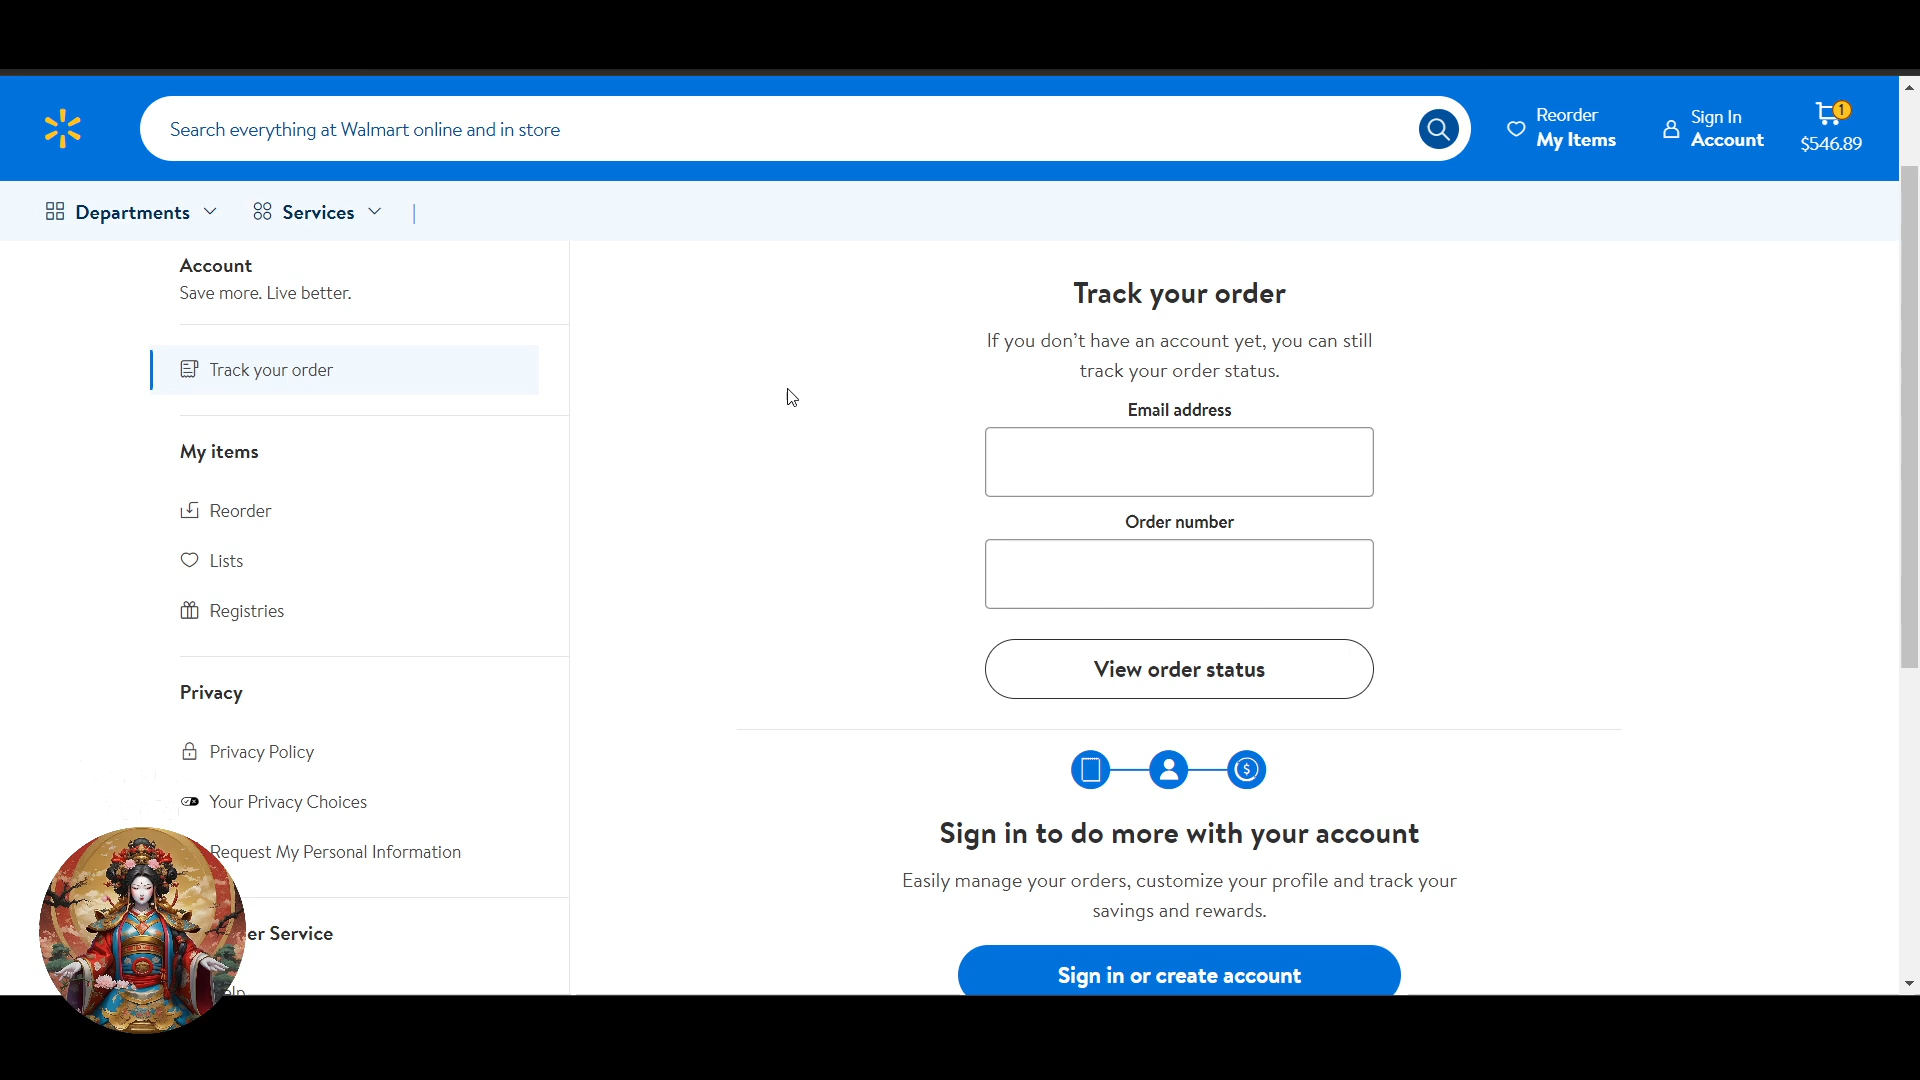 Search everything at Walmart online and in store
Reorder
My Items
Sign In
Account
1
$546.89
Departments
Services
Account
Save more. Live better.
Track your order
My items
Reorder
Lists
Registries
Privacy
Privacy Policy
Your Privacy Choices
Request My Personal Information
er Service
Track your order
If you don’t have an account yet, you can still
track your order status.
Email address
Order number
View order status
Sign in to do more with your account
Easily manage your orders, customize your profile and track your
savings and rewards.
Sign in or create account